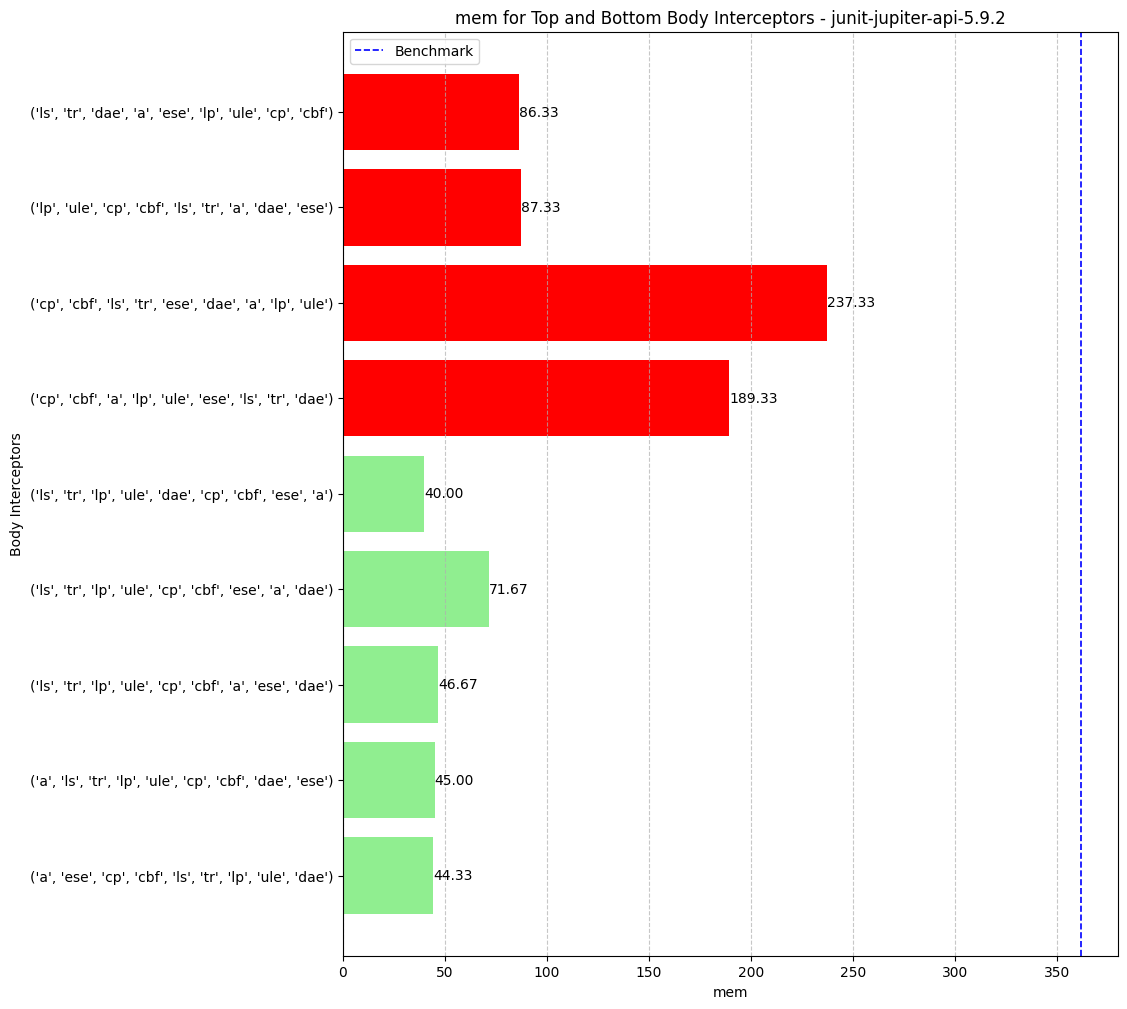 mem for Top and Bottom Body Interceptors - junit-jupiter-api-5.9.2
Benchmark
('ls', 'tr', 'dae', 'a', 'ese', 'lp', 'ule', 'cp', 'cbf') 86.33
('lp', 'ule', 'cp', 'cbf', 'ls', 'tr', 'a', 'dae', 'ese') 87.33
('cp', 'cbf', 'ls', 'tr', 'ese', 'dae', 'a', 'lp', 'ule') 237.33
('cp', 'cbf', 'a', 'lp', 'ule', 'ese', 'ls', 'tr', 'dae') 189.33
('ls', 'tr', 'lp', 'ule', 'dae', 'cp', 'cbf', 'ese', 'a') 40.00
('ls', 'tr', 'lp', 'ule', 'cp', 'cbf', 'ese', 'a', 'dae') 71.67
('ls', 'tr', 'lp', 'ule', 'cp', 'cbf', 'a', 'ese', 'dae') 46.67
('a', 'ls', 'tr', 'lp', 'ule', 'cp', 'cbf', 'dae', 'ese') 45.00
('a', 'ese', 'cp', 'cbf', 'ls', 'tr', 'lp', 'ule', 'dae') 44.33
Body Interceptors
0 50 100 150 200 250 300 350
mem